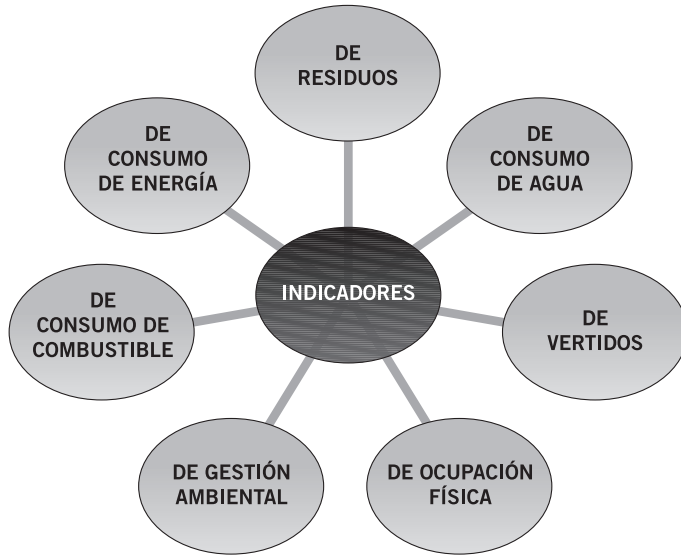 DE
RESIDUOS
DE
CONSUMO
DE AGUA
DE
VERTIDOS
DE OCUPACIÓN
FÍSICA
DE GESTIÓN
AMBIENTAL
DE
CONSUMO DE
COMBUSTIBLE
DE
CONSUMO
DE ENERGÍA
INDICADORES